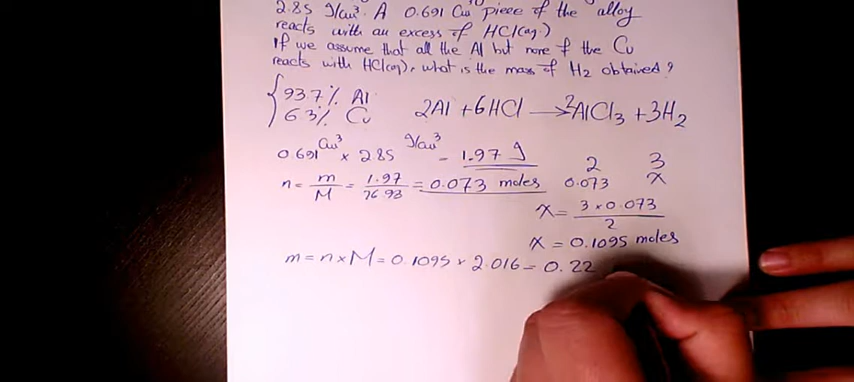 2.85 g/cm³. A 0.691 cm³ piece of the alloy
reacts with an excess of HCl(aq)
If we assume that all the Al but none of the Cu
reacts with HCl(aq), what is the mass of H2 obtained?
{ 93.7% Al
6.3% Cu
2Al + 6HCl → 2AlCl3 + 3H2
0.691 cm³ × 2.85 g/cm³ = 1.97 g
2 3
n = m/M = 1.97/26.98 = 0.073 moles 0.073 x
x = 3 × 0.073 / 2
x = 0.1095 moles
m = n × M = 0.1095 × 2.016 = 0.22